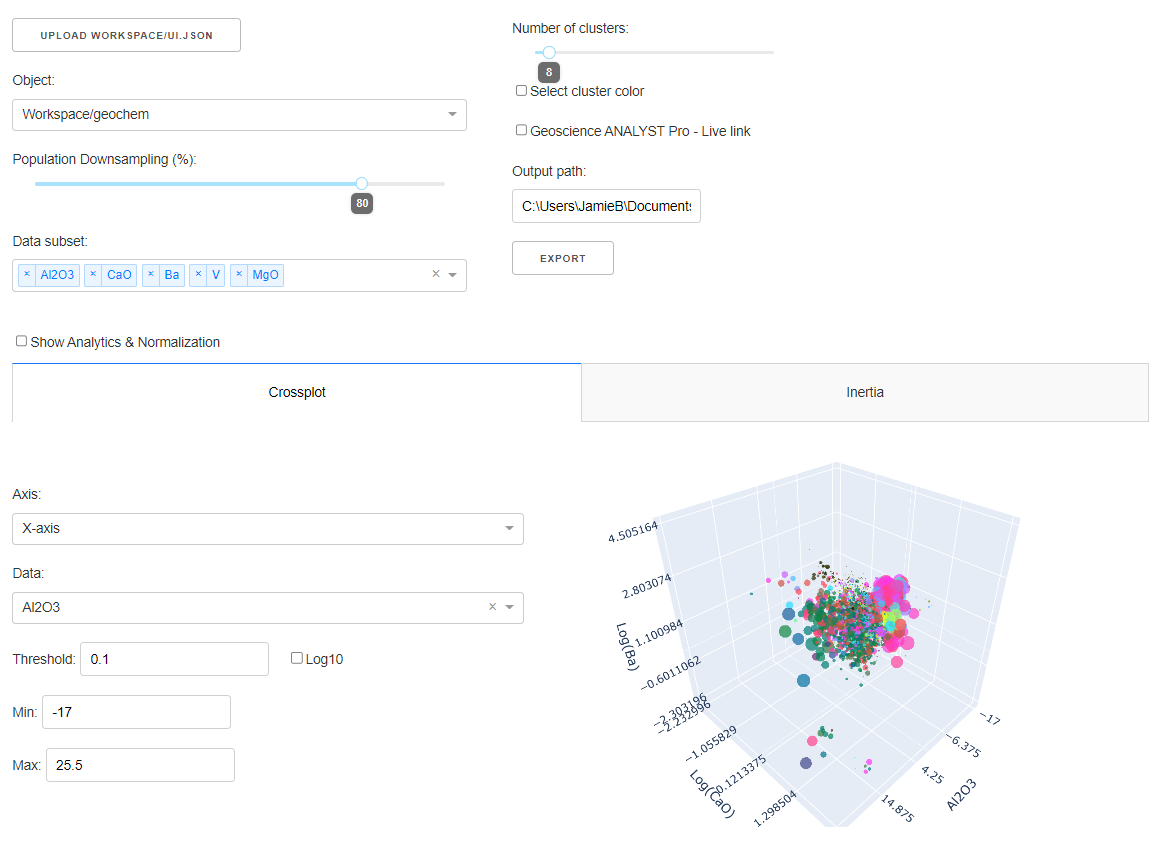 UPLOAD WORKSPACE/UI.JSON
Object:
Workspace/geochem
Population Downsampling (%):
80
Data subset:
× Al2O3 × CaO × Ba × V × MgO ×
Show Analytics & Normalization
Number of clusters:
8
Select cluster color
Geoscience ANALYST Pro - Live link
Output path:
C:\Users\JamieB\Documents
EXPORT
Crossplot
Inertia
Axis:
X-axis
Data:
Al2O3 ×
Threshold: 0.1 Log10
Min: -17
Max: 25.5
4.505164
2.803074
1.100984
−0.6011062
−2.303196
Log(Ba)
−2.232996
−1.055829
0.1213375
1.298504
Log(CaO)
−17
−6.375
4.25
14.875
Al2O3